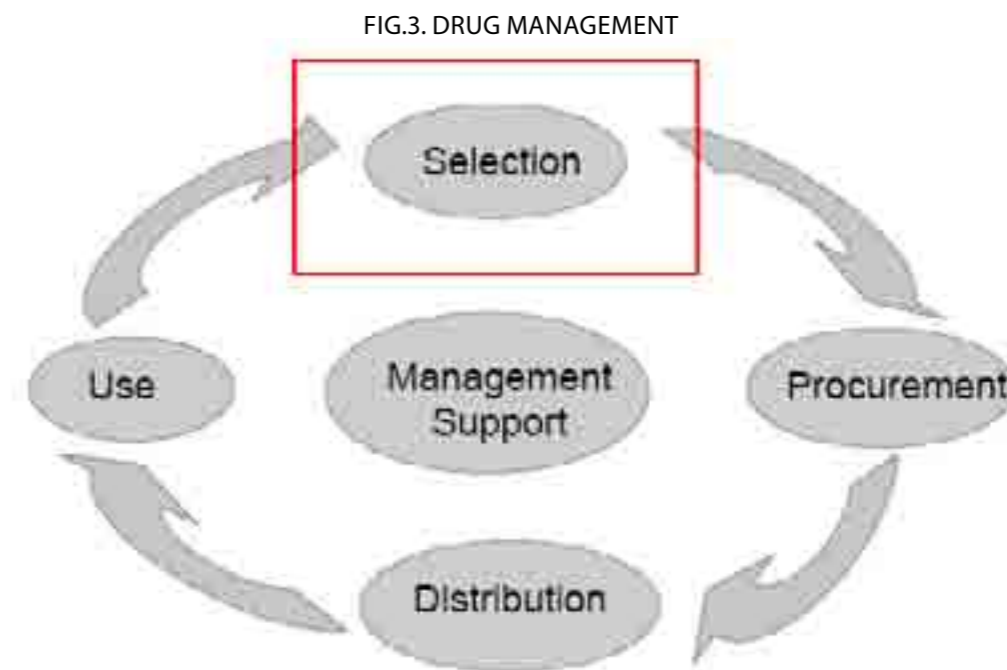 FIG.3. DRUG MANAGEMENT
Selection
Use
Management
Support
Procurement
Distribution